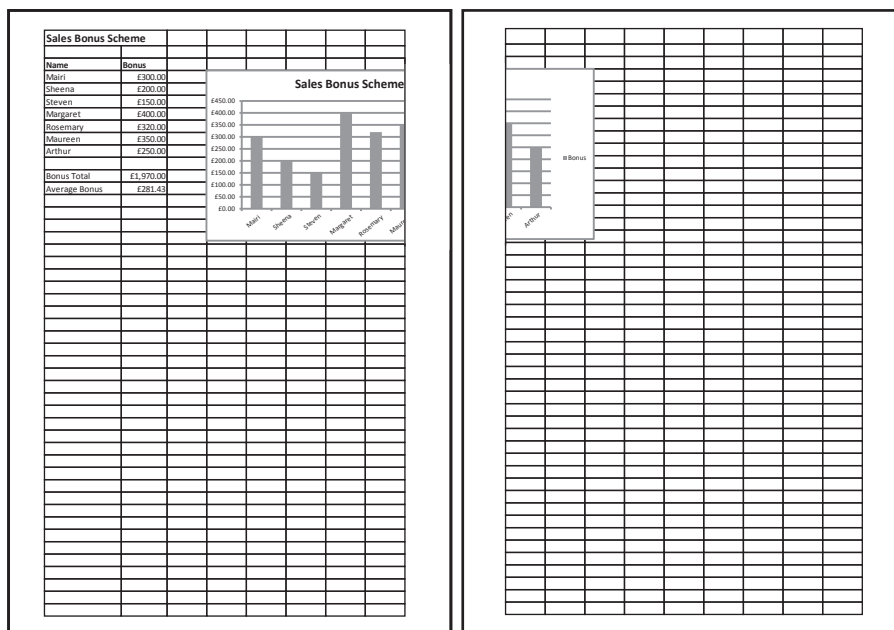 Sales Bonus Scheme
Name Bonus
Mairi £300.00
Sheena £200.00
Steven £150.00
Margaret £400.00
Rosemary £320.00
Maureen £350.00
Arthur £250.00
Bonus Total £1,970.00
Average Bonus £281.43
Sales Bonus Scheme
£450.00
£400.00
£350.00
£300.00
£250.00
£200.00
£150.00
£100.00
£50.00
£0.00
Mairi Sheena Steven Margaret Rosemary Maure
en Arthur
Bonus